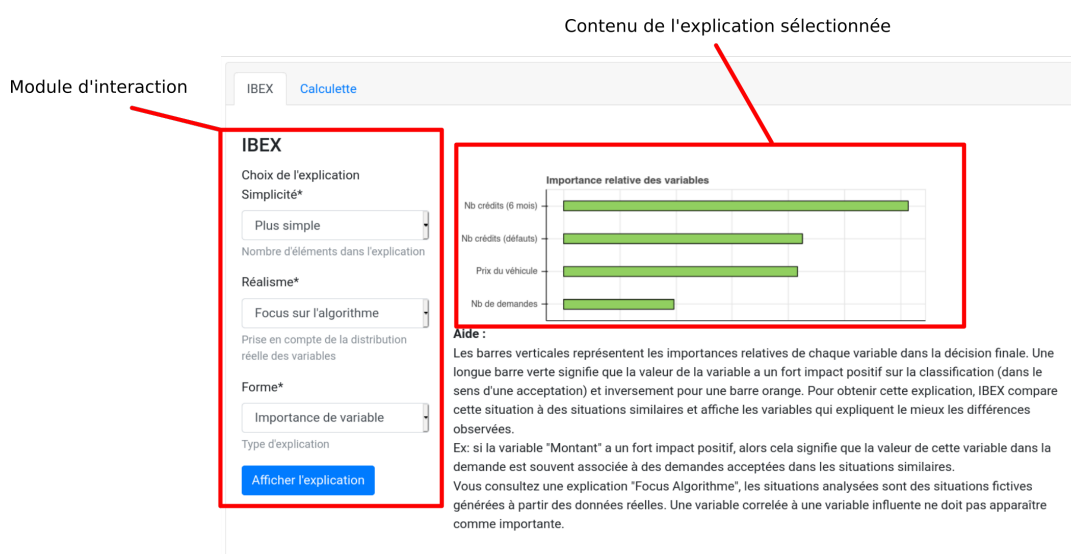 Contenu de l'explication sélectionnée
Module d'interaction
IBEX
Calculette
IBEX
Choix de l'explication
Simplicité*
Plus simple
Nombre d'éléments dans l'explication
Réalisme*
Focus sur l'algorithme
Prise en compte de la distribution
réelle des variables
Forme*
Importance de variable
Type d'explication
Afficher l'explication
Importance relative des variables
Nb crédits (6 mois)
Nb crédits (défauts)
Prix du véhicule
Nb de demandes
Aide :
Les barres verticales représentent les importances relatives de chaque variable dans la décision finale. Une
longue barre verte signifie que la valeur de la variable a un fort impact positif sur la classification (dans le
sens d'une acceptation) et inversement pour une barre orange. Pour obtenir cette explication, IBEX compare
cette situation à des situations similaires et affiche les variables qui expliquent le mieux les différences
observées.
Ex: si la variable "Montant" a un fort impact positif, alors cela signifie que la valeur de cette variable dans la
demande est souvent associée à des demandes acceptées dans les situations similaires.
Vous consultez une explication "Focus Algorithme", les situations analysées sont des situations fictives
générées à partir des données réelles. Une variable correlée à une variable influente ne doit pas apparaître
comme importante.